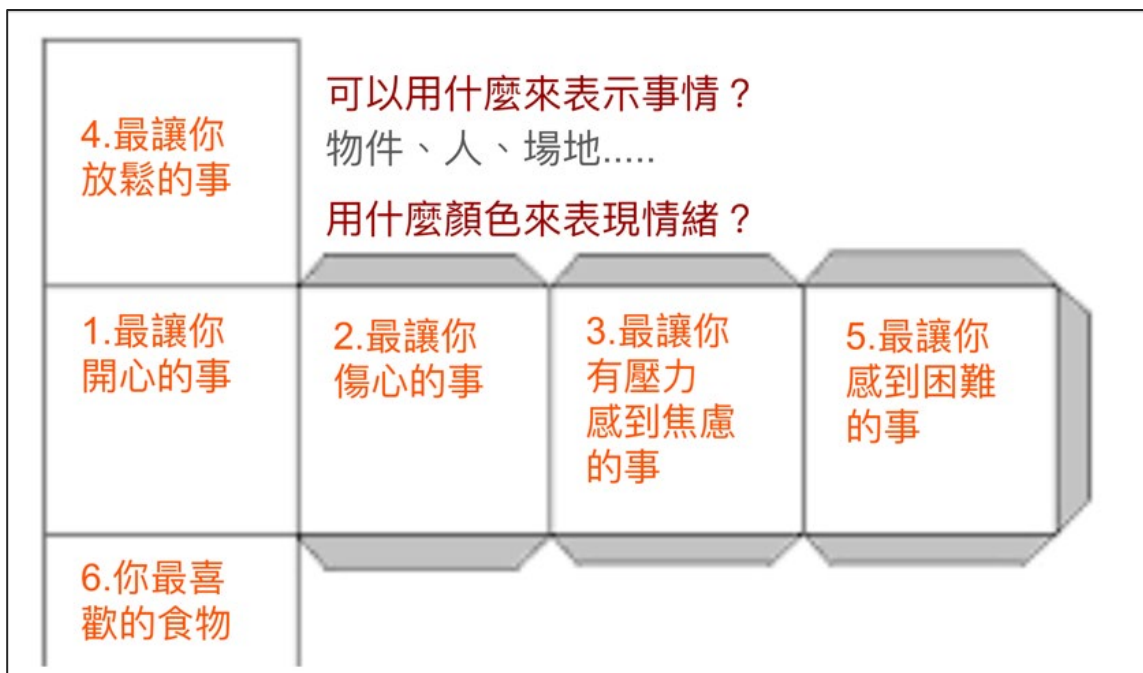 4.最讓你
放鬆的事
可以用什麼來表示事情？
物件、人、場地.....
用什麼顏色來表現情緒？
1.最讓你
開心的事
2.最讓你
傷心的事
3.最讓你
有壓力
感到焦慮
的事
5.最讓你
感到困難
的事
6.你最喜
歡的食物